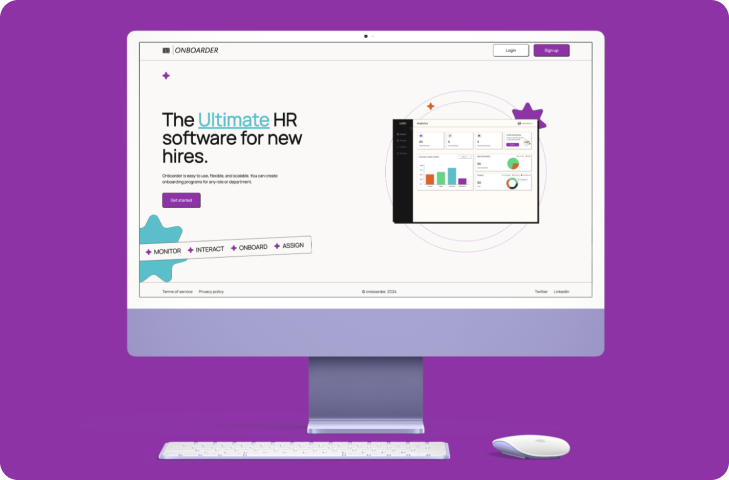 ONBOARDER
Login
Sign up
The Ultimate HR
software for new
hires.
Onboarder is easy to use, flexible, and scalable. You can create
onboarding programs for any role or department.
Get started
MONITOR INTERACT ONBOARD ASSIGN
Terms of service Privacy policy
© onboarder, 2024
Twitter LinkedIn